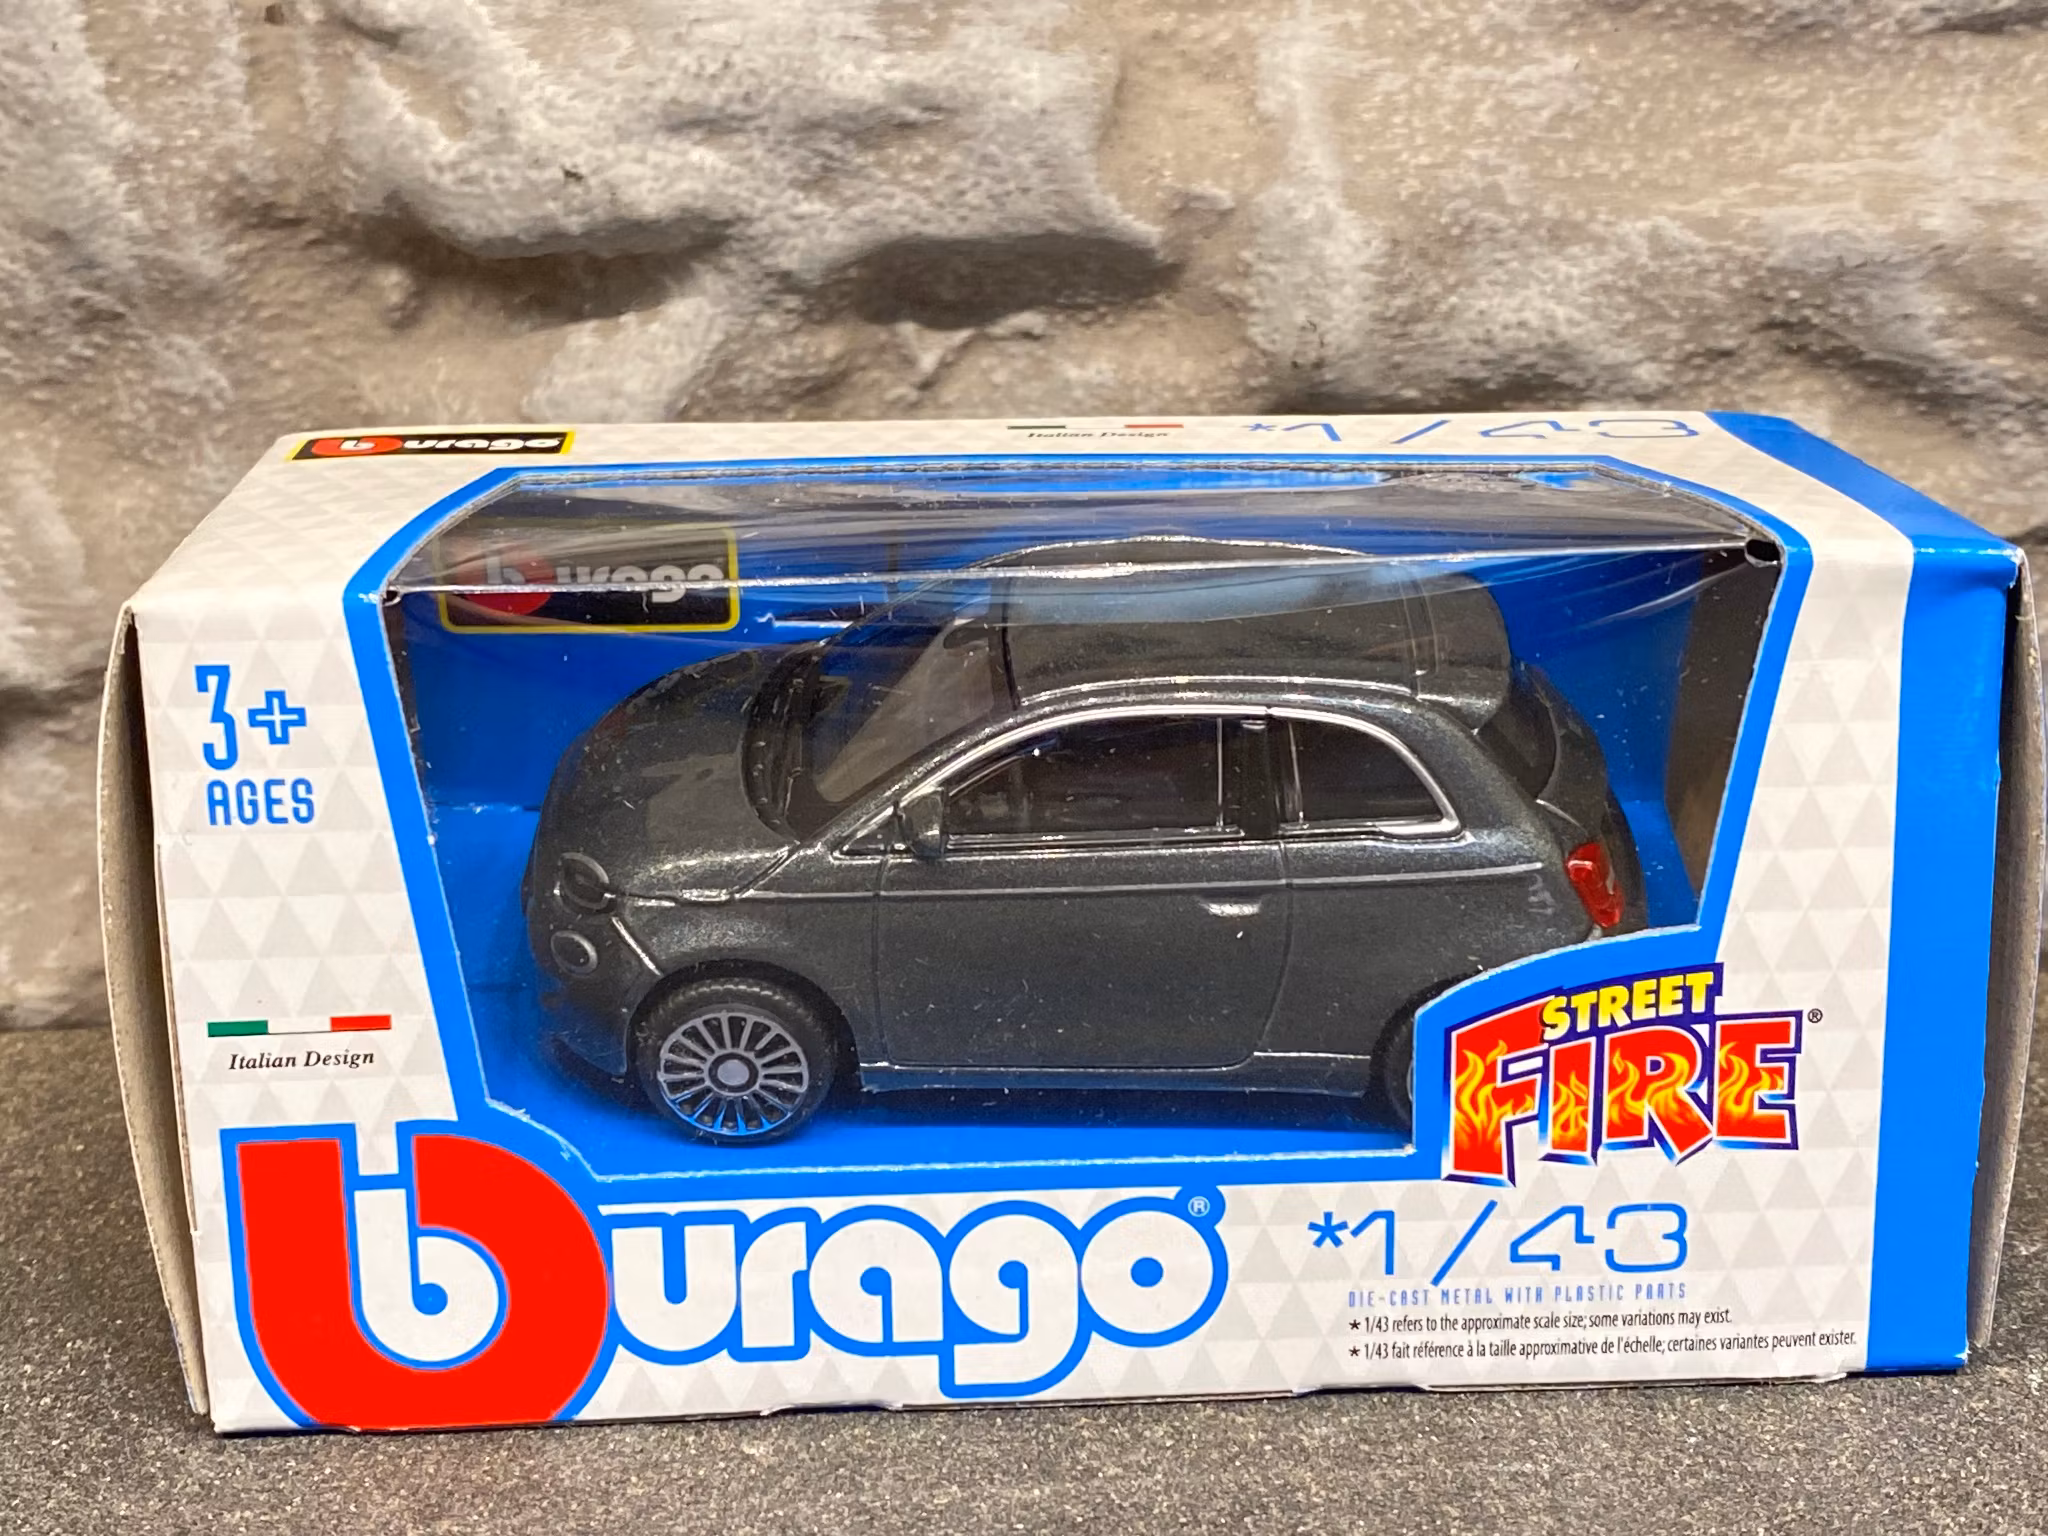 burago
Italian Design
*1/43
burago
3+
AGES
Italian Design
STREET
FIRE®
burago®
*1/43
DIE-CAST METAL WITH PLASTIC PARTS
* 1/43 refers to the approximate scale size; some variations may exist.
* 1/43 fait référence à la taille approximative de l'échelle; certaines variantes peuvent exister.